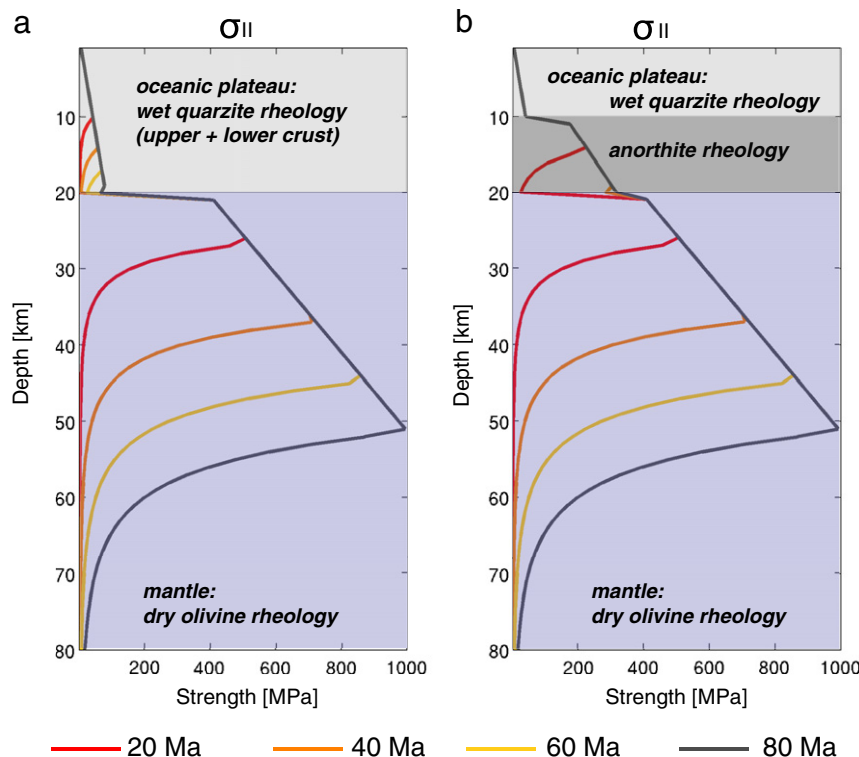 a
σII
oceanic plateau:
wet quarzite rheology
(upper + lower crust)
10
20
30
40
50
60
70
80
Depth [km]
mantle:
dry olivine rheology
200
400
600
800
1000
Strength [MPa]
b
σII
oceanic plateau:
wet quarzite rheology
anorthite rheology
10
20
30
40
50
60
70
80
Depth [km]
mantle:
dry olivine rheology
200
400
600
800
1000
Strength [MPa]
20 Ma
40 Ma
60 Ma
80 Ma